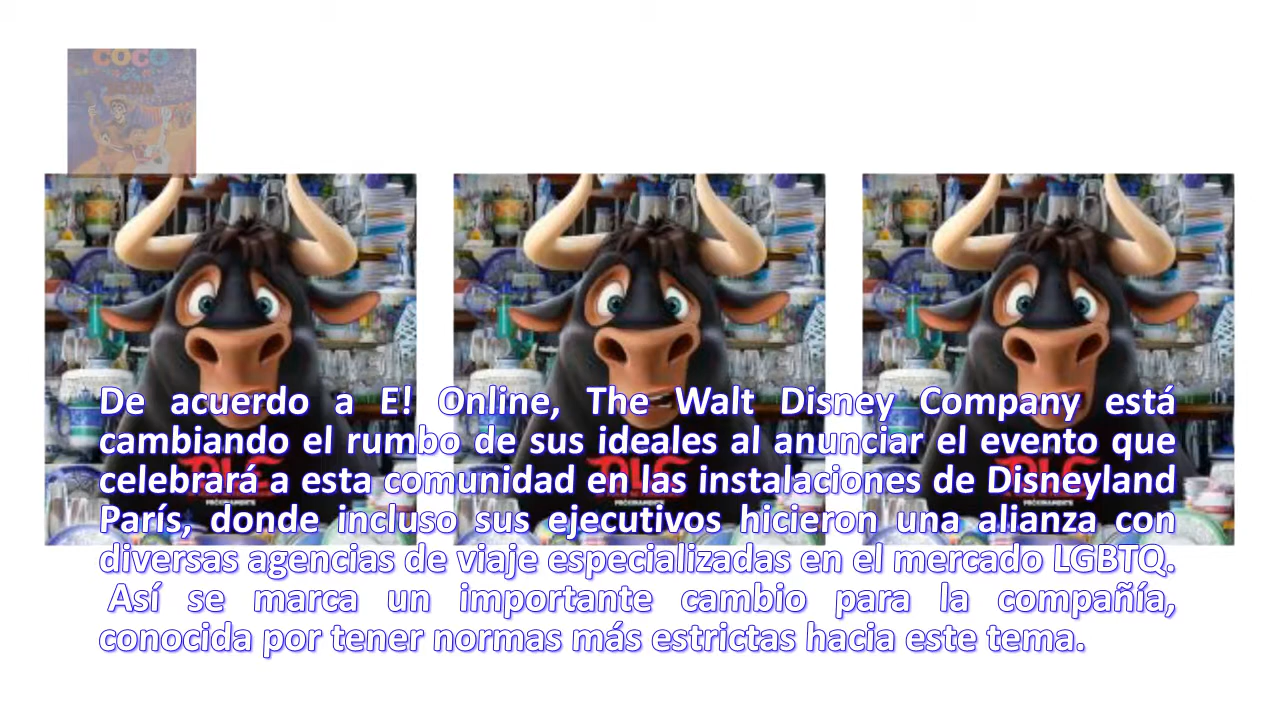 COCO
De acuerdo a E! Online, The Walt Disney Company está
cambiando el rumbo de sus ideales al anunciar el evento que
celebrará a esta comunidad en las instalaciones de Disneyland
París, donde incluso sus ejecutivos hicieron una alianza con
diversas agencias de viaje especializadas en el mercado LGBTQ.
Así se marca un importante cambio para la compañía,
conocida por tener normas más estrictas hacia este tema.